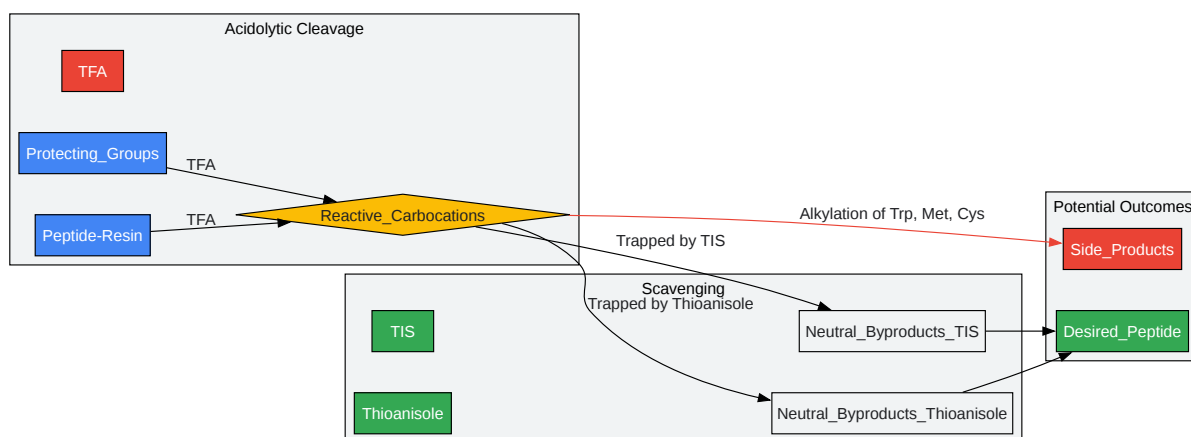 Acidolytic Cleavage
TFA
Protecting_Groups
TFA
Peptide-Resin
TFA
Reactive_Carbocations
Alkylation of Trp, Met, Cys
Potential Outcomes
Side_Products
Desired_Peptide
Trapped by TIS
Scavenging
Trapped by Thioanisole
TIS
Neutral_Byproducts_TIS
Thioanisole
Neutral_Byproducts_Thioanisole